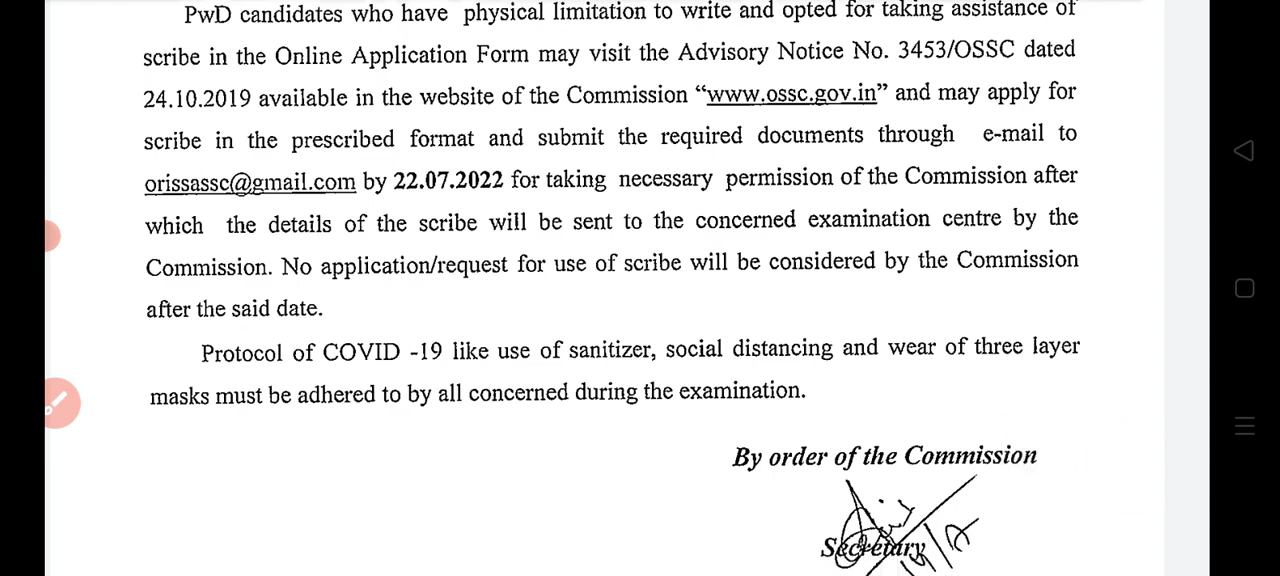 PwD candidates who have physical limitation to write and opted for taking assistance of
scribe in the Online Application Form may visit the Advisory Notice No. 3453/OSSC dated
24.10.2019 available in the website of the Commission “www.ossc.gov.in” and may apply for
scribe in the prescribed format and submit the required documents through e-mail to
orissassc@gmail.com by 22.07.2022 for taking necessary permission of the Commission after
which the details of the scribe will be sent to the concerned examination centre by the
Commission. No application/request for use of scribe will be considered by the Commission
after the said date.
Protocol of COVID -19 like use of sanitizer, social distancing and wear of three layer
masks must be adhered to by all concerned during the examination.
By order of the Commission
Secretary